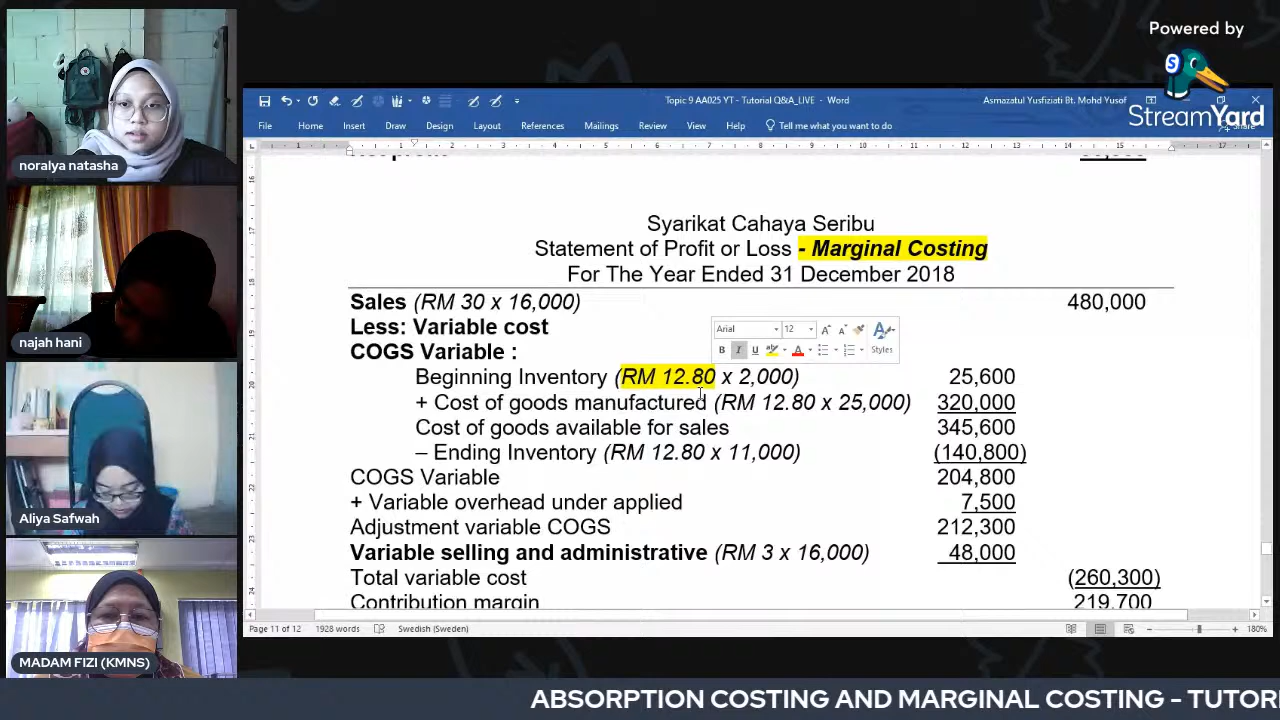 Powered by
StreamYard
noralya natasha
najah hani
Aliya Safwah
MADAM FIZI (KMNS)
Topic 9 AA025 YT - Tutorial Q&A_LIVE - Word
Asmazatul Yusfiziati Bt. Mohd Yusof
File Home Insert Draw Design Layout References Mailings Review View Help Tell me what you want to do
Share
Syarikat Cahaya Seribu
Statement of Profit or Loss - Marginal Costing
For The Year Ended 31 December 2018
Sales (RM 30 x 16,000) 480,000
Less: Variable cost
Arial 12
Styles
COGS Variable :
Beginning Inventory (RM 12.80 x 2,000) 25,600
+ Cost of goods manufactured (RM 12.80 x 25,000) 320,000
Cost of goods available for sales 345,600
– Ending Inventory (RM 12.80 x 11,000) (140,800)
COGS Variable 204,800
+ Variable overhead under applied 7,500
Adjustment variable COGS 212,300
Variable selling and administrative (RM 3 x 16,000) 48,000
Total variable cost (260,300)
Contribution margin 219,700
Page 11 of 12 1928 words Swedish (Sweden) 180%
ABSORPTION COSTING AND MARGINAL COSTING - TUTOR